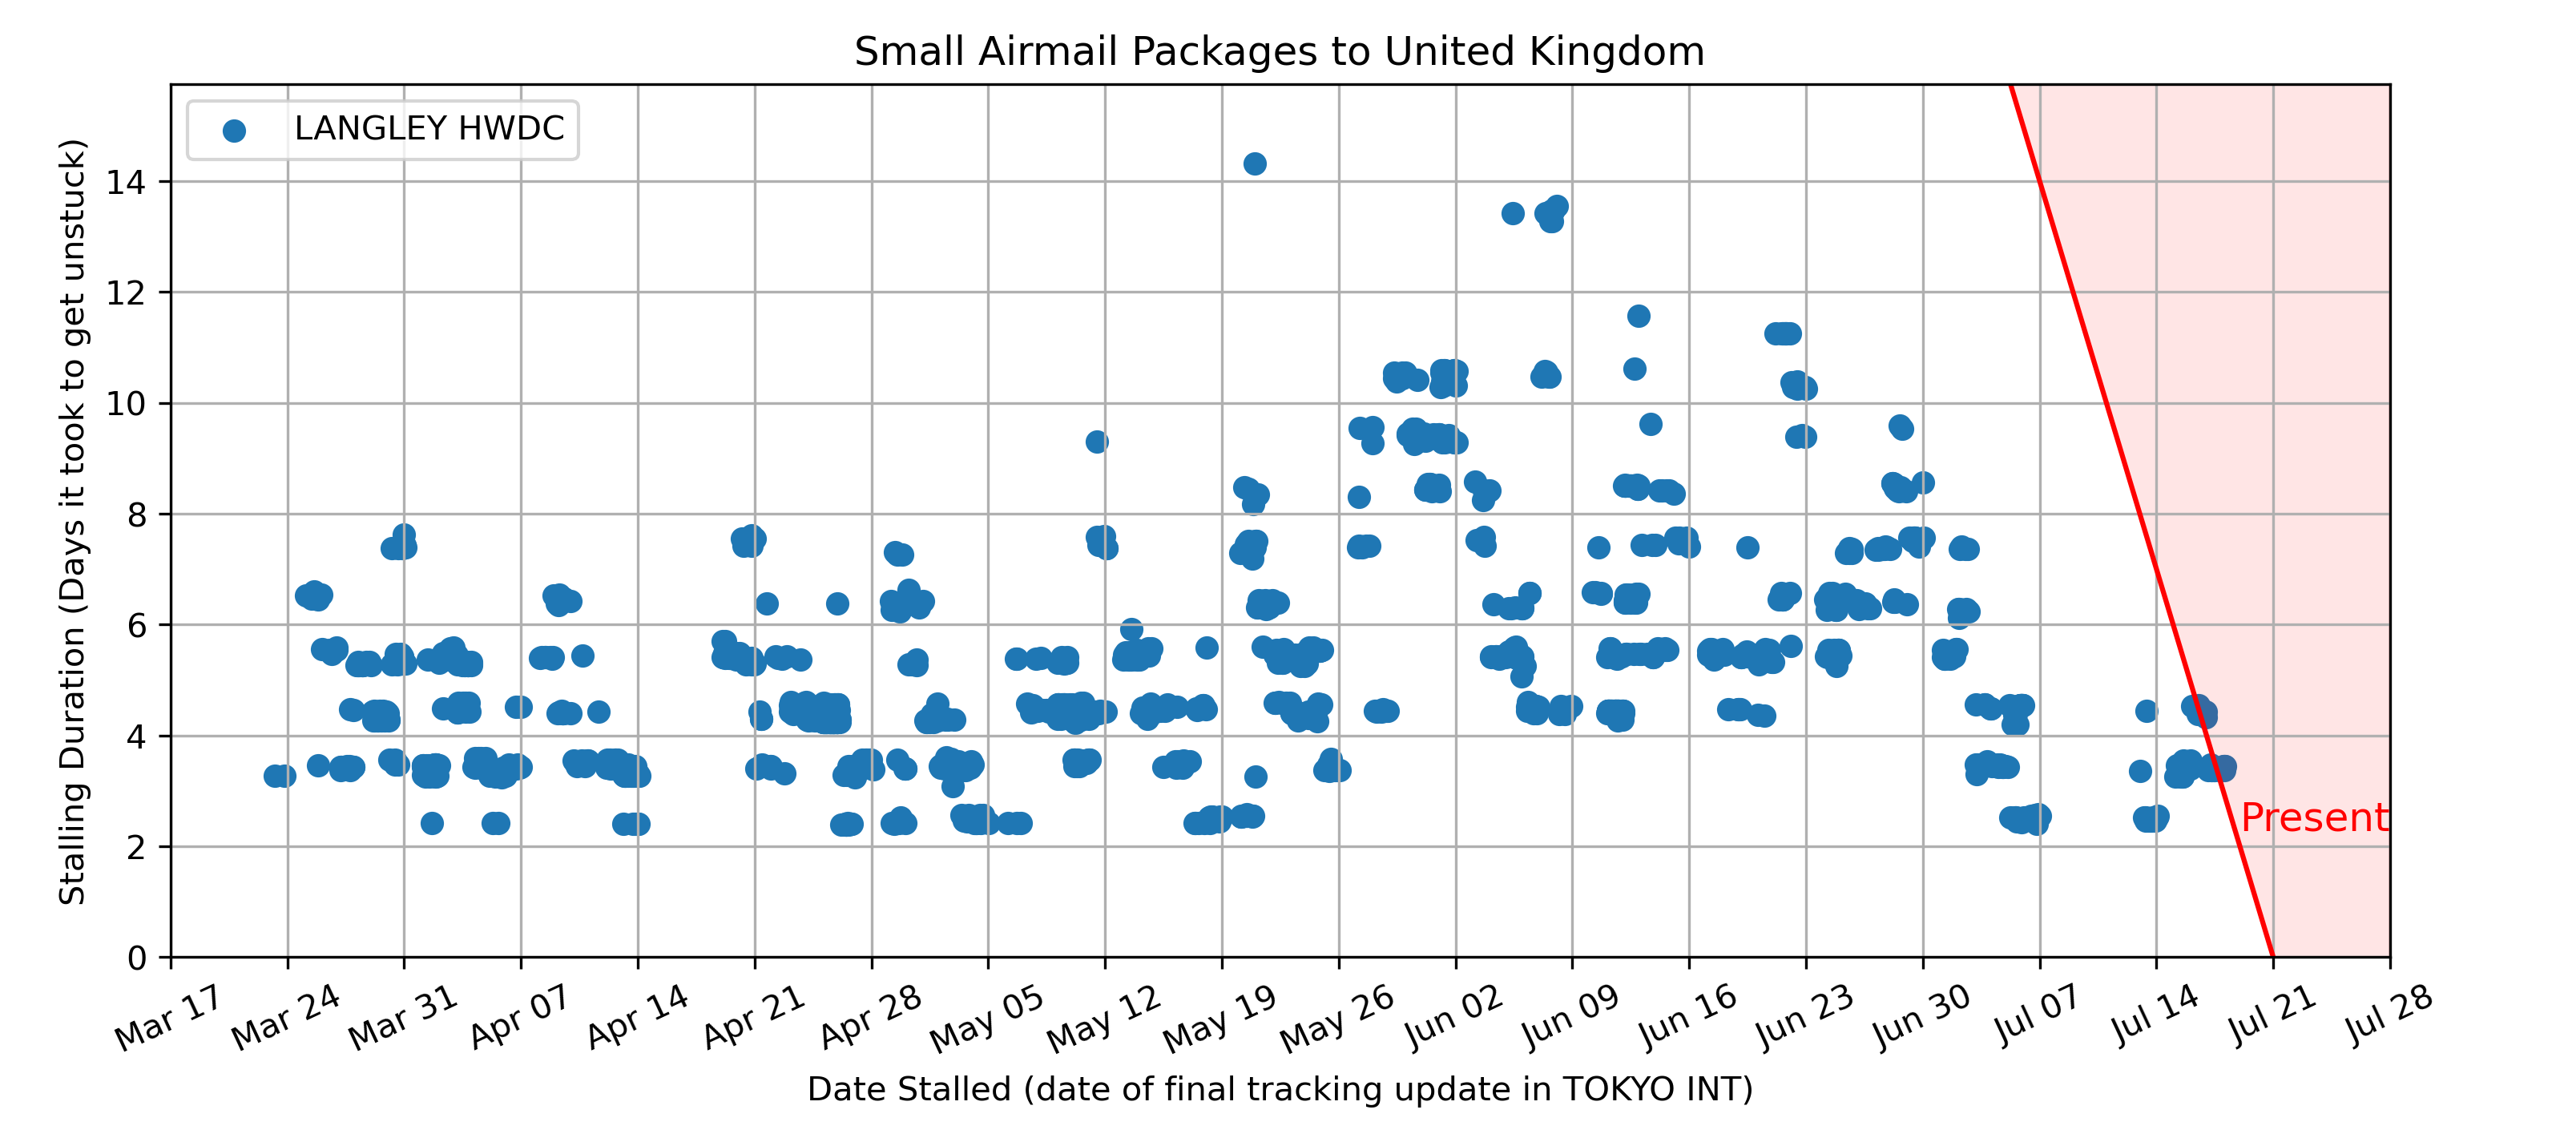 Small Airmail Packages to United Kingdom
LANGLEY HWDC
Stalling Duration (Days it took to get unstuck)
14
12
10
8
6
4
2
0
Present
Mar 17
Mar 24
Mar 31
Apr 07
Apr 14
Apr 21
Apr 28
May 05
May 12
May 19
May 26
Jun 02
Jun 09
Jun 16
Jun 23
Jun 30
Jul 07
Jul 14
Jul 21
Jul 28
Date Stalled (date of final tracking update in TOKYO INT)